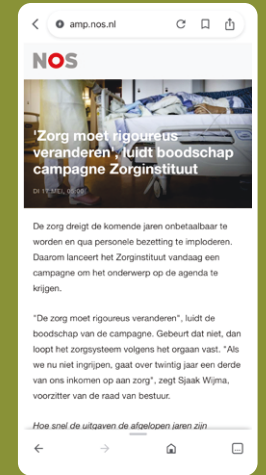 amp.nos.nl
NOS
'Zorg moet rigoureus
veranderen', luidt boodschap
campagne Zorginstituut
DI 17 MEI, 05:00
De zorg dreigt de komende jaren onbetaalbaar te
worden en qua personele bezetting te imploderen.
Daarom lanceert het Zorginstituut vandaag een
campagne om het onderwerp op de agenda te
krijgen.
"De zorg moet rigoureus veranderen", luidt de
boodschap van de campagne. Gebeurt dat niet, dan
loopt het zorgsysteem volgens het orgaan vast. "Als
we nu niet ingrijpen, gaat over twintig jaar een derde
van ons inkomen op aan zorg", zegt Sjaak Wijma,
voorzitter van de raad van bestuur.
Hoe snel de uitgaven de afgelopen jaren zijn